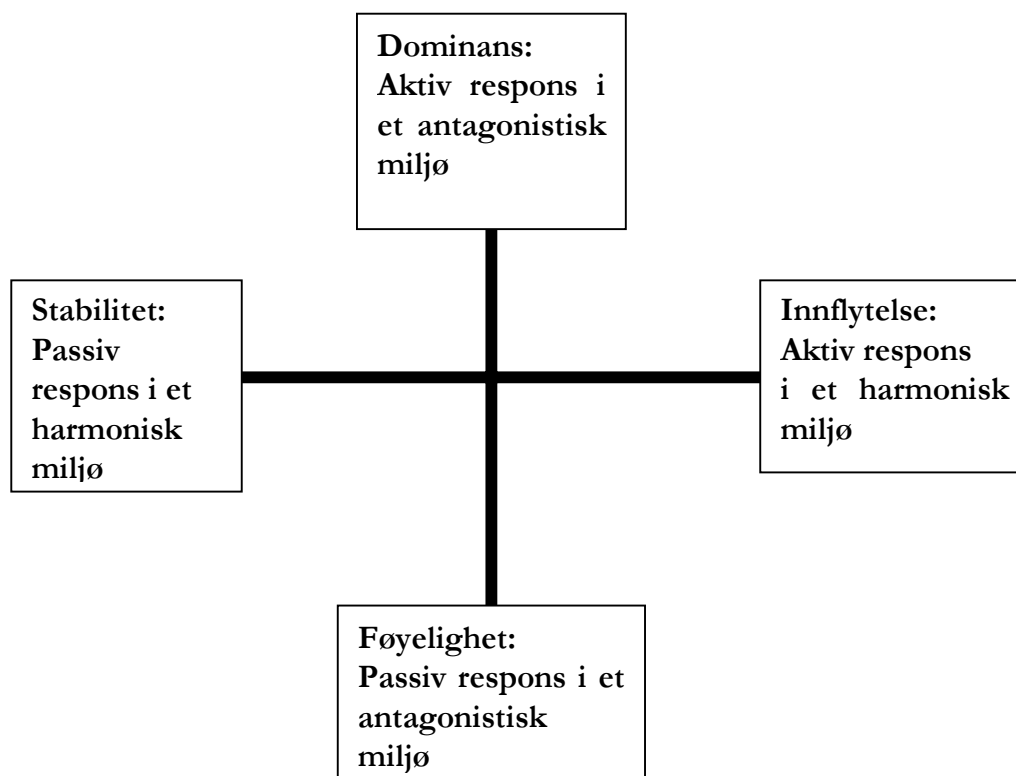 Dominans:
Aktiv respons i
et antagonistisk
miljø
Stabilitet:
Passiv
respons i et
harmonisk
miljø
Innflytelse:
Aktiv respons
i et harmonisk
miljø
Føyelighet:
Passiv respons i et
antagonistisk
miljø